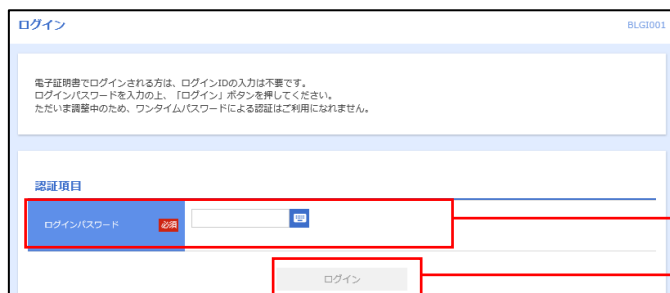 ログイン
BLGI001
電子証明書でログインされる方は、ログインIDの入力は不要です。
ログインパスワードを入力の上、「ログイン」ボタンを押してください。
ただいま調整中のため、ワンタイムパスワードによる認証はご利用になれません。
認証項目
ログインパスワード 必須
ログイン